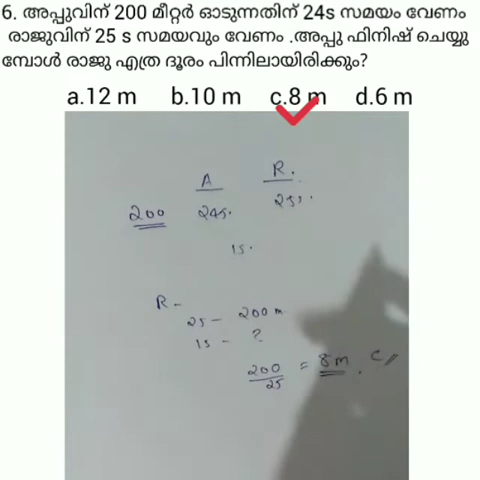 6. അപ്പുവിന് 200 മീറ്റർ ഓടുന്നതിന് 24s സമയം വേണം
രാജുവിന് 25 s സമയവും വേണം .അപ്പു ഫിനിഷ് ചെയ്യു
മ്പോൾ രാജു എത്ര ദൂരം പിന്നിലായിരിക്കും?
a.12 m b.10 m c.8 m d.6 m
A R.
200 24s. 25s.
1s.
R -
25 - 200 m
1s - ?
200/25 = 8m, C//